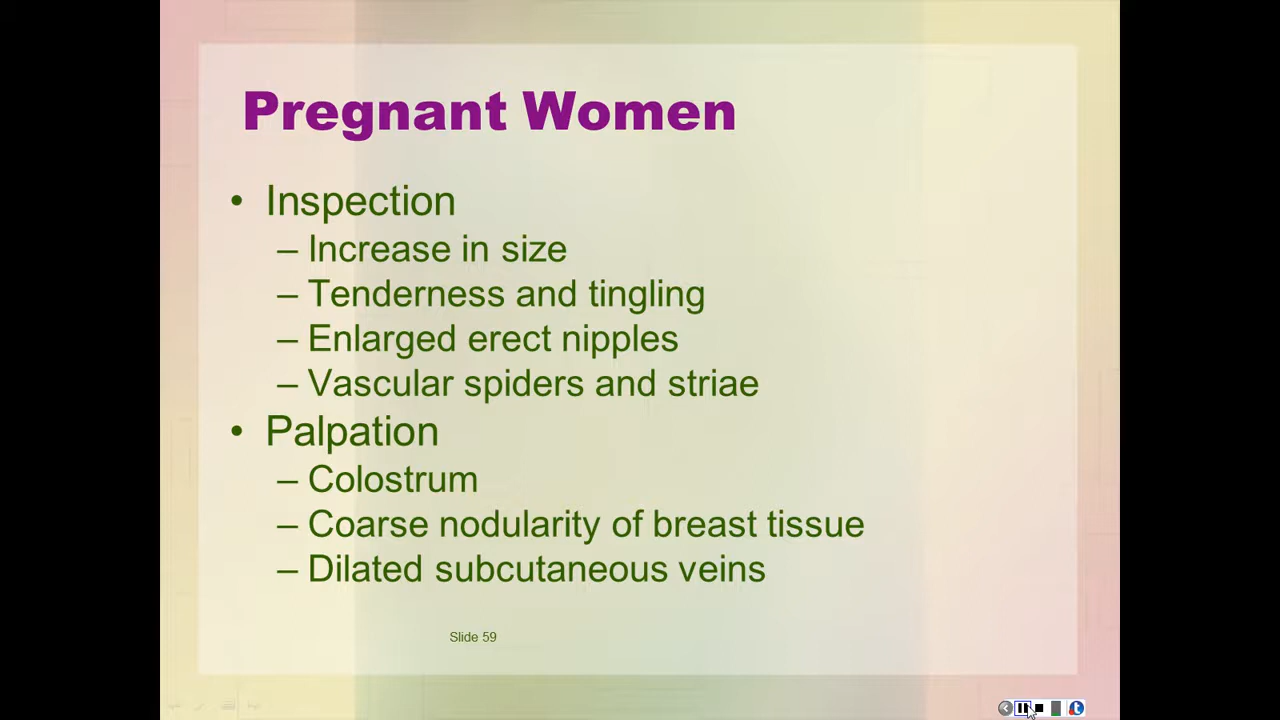 Pregnant Women
• Inspection
– Increase in size
– Tenderness and tingling
– Enlarged erect nipples
– Vascular spiders and striae
• Palpation
– Colostrum
– Coarse nodularity of breast tissue
– Dilated subcutaneous veins
Slide 59